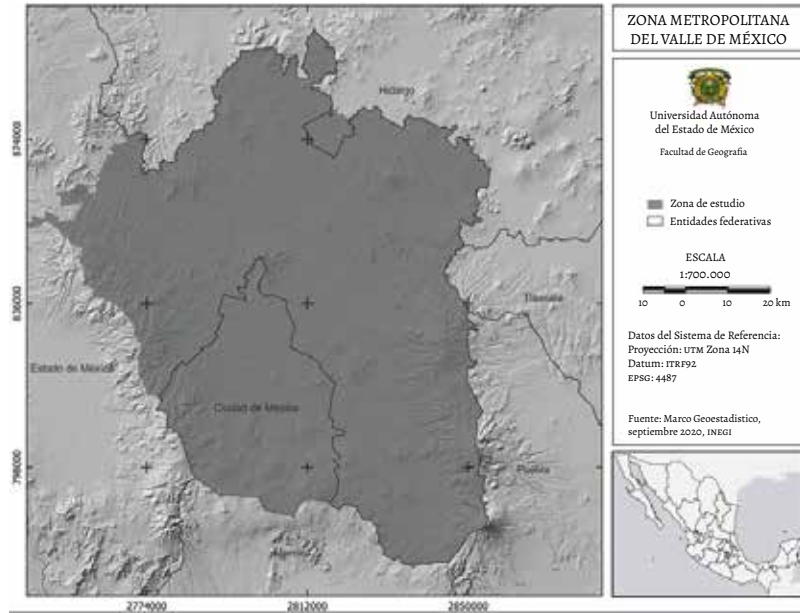 ZONA METROPOLITANA
DEL VALLE DE MÉXICO
Universidad Autónoma
del Estado de México
Facultad de Geografía
Zona de estudio
Entidades federativas
ESCALA
1:700.000
10 0 10 20 km
Datos del Sistema de Referencia:
Proyección: UTM Zona 14N
Datum: ITRF92
EPSG: 4487
Fuente: Marco Geoestadistico,
septiembre 2020, INEGI
Hidalgo
Tlaxcala
Estado de México
Ciudad de México
Puebla
Morelos
836000
798000
2774000 2812000 2850000